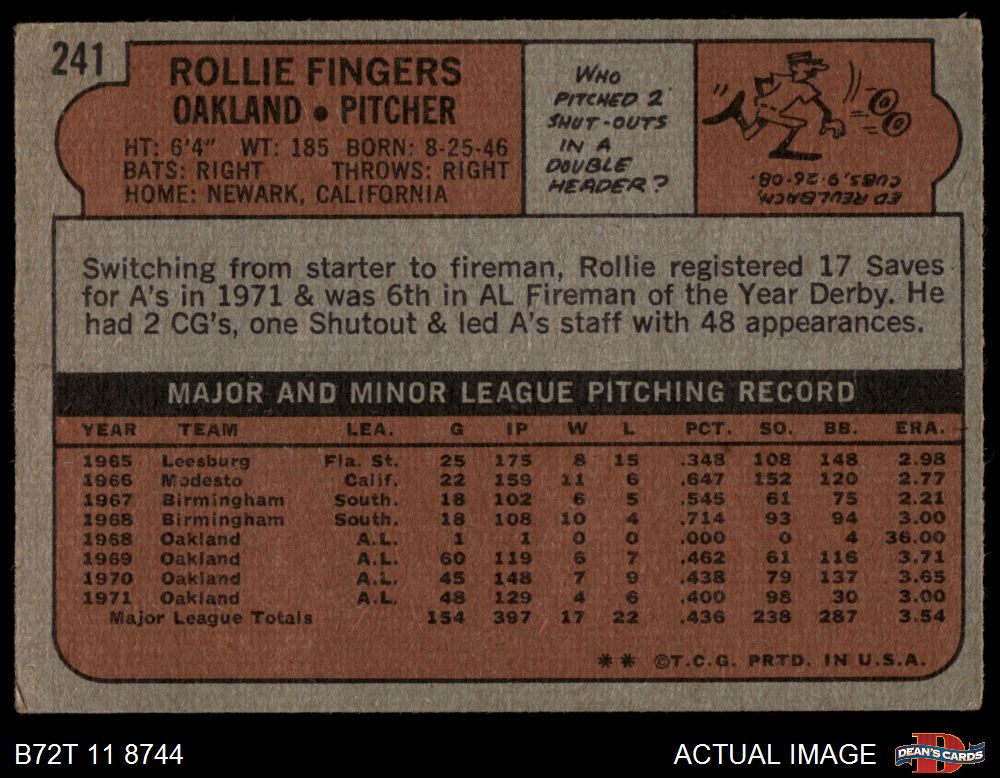 241
ROLLIE FINGERS
OAKLAND • PITCHER
HT: 6'4" WT: 185 BORN: 8-25-46
BATS: RIGHT THROWS: RIGHT
HOME: NEWARK, CALIFORNIA
WHO
PITCHED 2
SHUT-OUTS
IN A
DOUBLE
HEADER?
ED REULBACH,
CUBS, 9-26-08.
Switching from starter to fireman, Rollie registered 17 Saves
for A's in 1971 & was 6th in AL Fireman of the Year Derby. He
had 2 CG's, one Shutout & led A's staff with 48 appearances.
MAJOR AND MINOR LEAGUE PITCHING RECORD
YEAR TEAM LEA. G IP W L PCT. SO. BB. ERA.
1965 Leesburg Fla. St. 25 175 8 15 .348 108 148 2.98
1966 Modesto Calif. 22 159 11 6 .647 152 120 2.77
1967 Birmingham South. 18 102 6 5 .545 61 75 2.21
1968 Birmingham South. 18 108 10 4 .714 93 94 3.00
1968 Oakland A.L. 1 1 0 0 .000 0 4 36.00
1969 Oakland A.L. 60 119 6 7 .462 61 116 3.71
1970 Oakland A.L. 45 148 7 9 .438 79 137 3.65
1971 Oakland A.L. 48 129 4 6 .400 98 30 3.00
Major League Totals 154 397 17 22 .436 238 287 3.54
** ©T.C.G. PRTD. IN U.S.A.
B72T 11 8744
ACTUAL IMAGE
DEAN'S CARDS